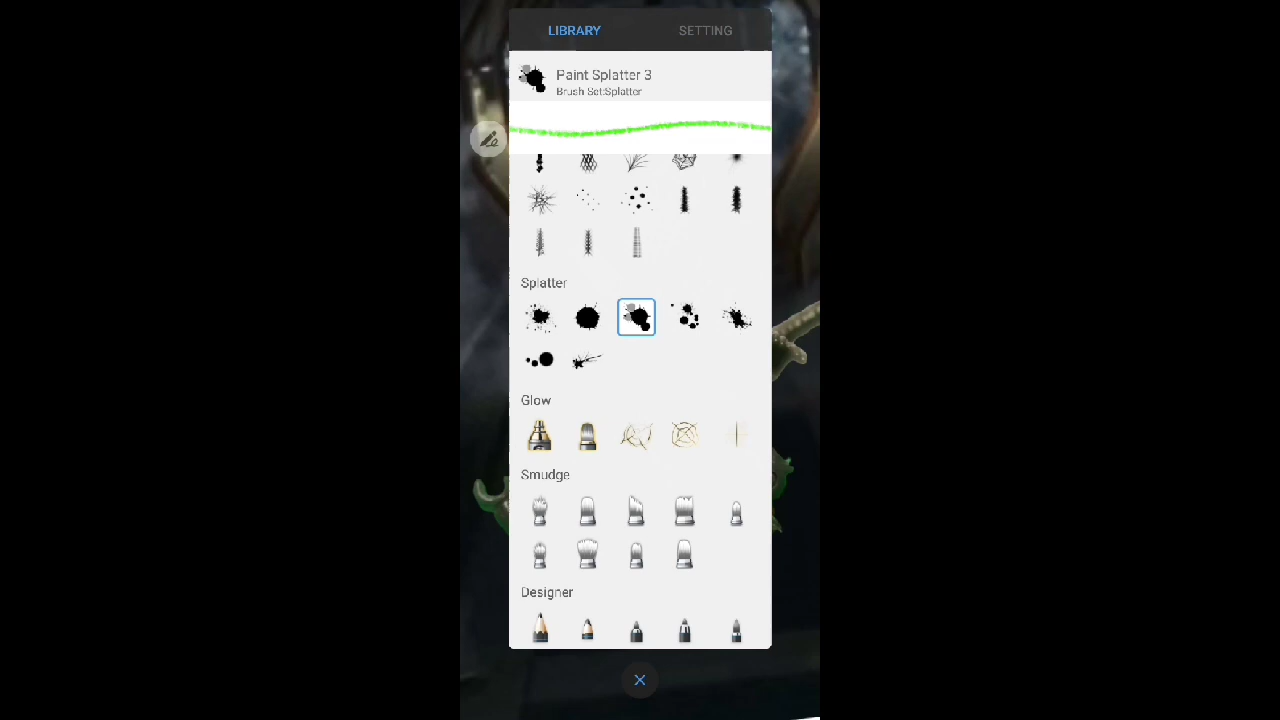 LIBRARY
SETTING
Paint Splatter 3
Brush Set:Splatter
Splatter
Glow
Smudge
Designer